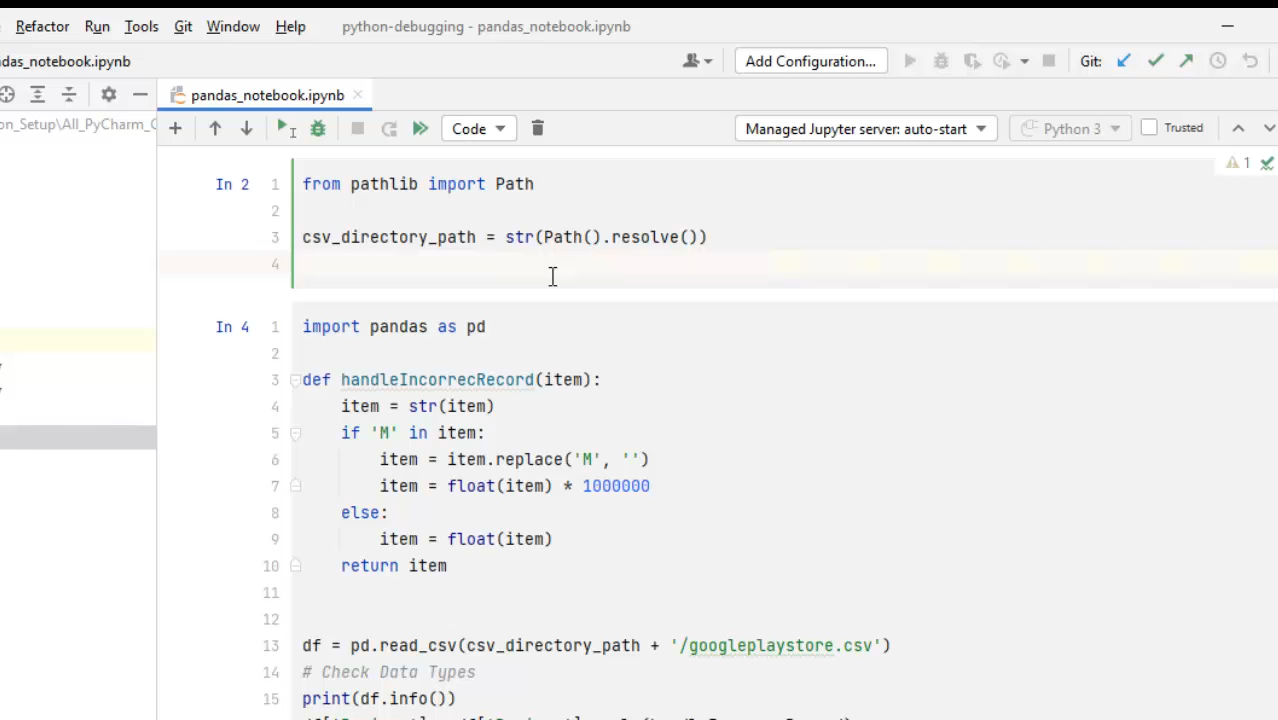 Refactor Run Tools Git Window Help python-debugging - pandas_notebook.ipynb
das_notebook.ipynb Add Configuration... Git:
pandas_notebook.ipynb
on_Setup\All_PyCharm_C
Code Managed Jupyter server: auto-start Python 3 Trusted
1
In 2 1 from pathlib import Path
2
3 csv_directory_path = str(Path().resolve())
4
In 4 1 import pandas as pd
2
3 def handleIncorrecRecord(item):
4 item = str(item)
5 if 'M' in item:
6 item = item.replace('M', '')
7 item = float(item) * 1000000
8 else:
9 item = float(item)
10 return item
11
12
13 df = pd.read_csv(csv_directory_path + '/googleplaystore.csv')
14 # Check Data Types
15 print(df.info())